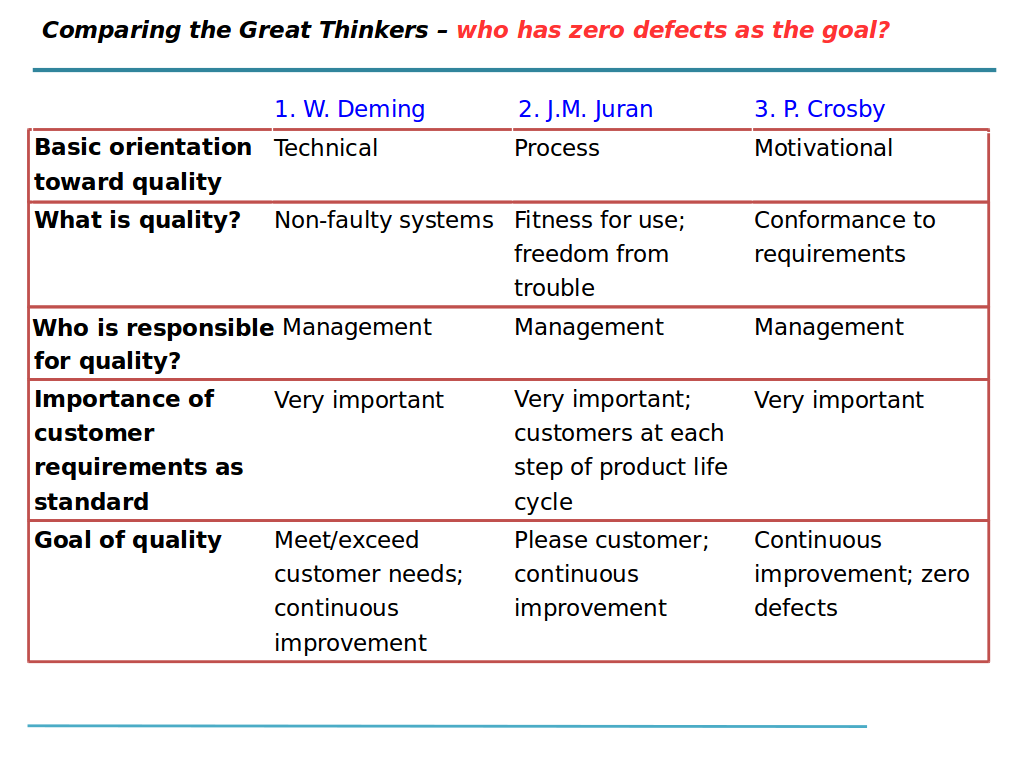 Comparing the Great Thinkers – who has zero defects as the goal?
1. W. Deming
2. J.M. Juran
3. P. Crosby
Basic orientation
toward quality
Technical
Process
Motivational
What is quality?
Non-faulty systems
Fitness for use;
freedom from
trouble
Conformance to
requirements
Who is responsible
for quality?
Management
Management
Management
Importance of
customer
requirements as
standard
Very important
Very important;
customers at each
step of product life
cycle
Very important
Goal of quality
Meet/exceed
customer needs;
continuous
improvement
Please customer;
continuous
improvement
Continuous
improvement; zero
defects